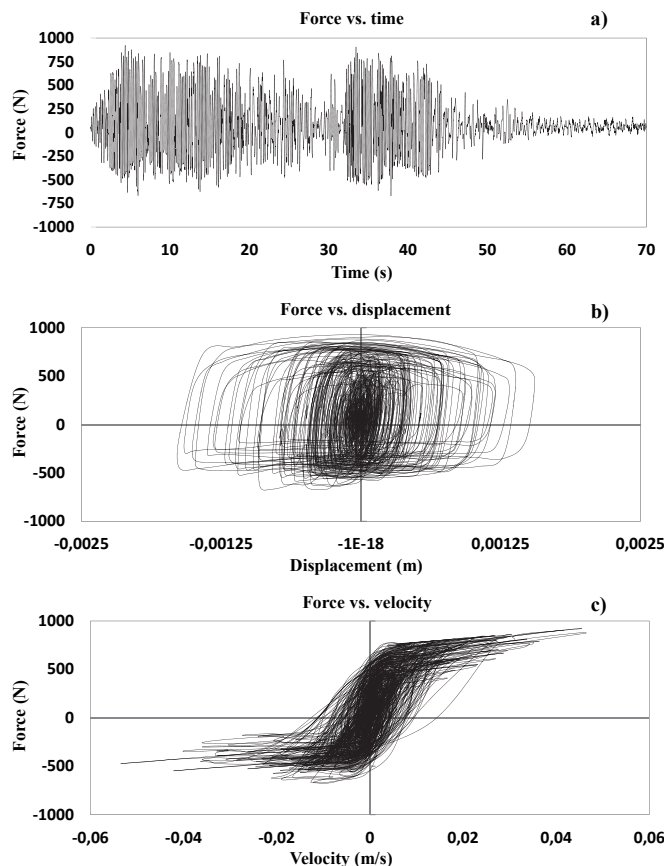 Force vs. time
a)
Force (N)
1000
750
500
250
0
-250
-500
-750
-1000
0 10 20 30 40 50 60 70
Time (s)
Force vs. displacement
b)
Force (N)
1000
500
0
-500
-1000
-0,0025 -0,00125 -1E-18 0,00125 0,0025
Displacement (m)
Force vs. velocity
c)
Force (N)
1000
500
0
-500
-1000
-0,06 -0,04 -0,02 0 0,02 0,04 0,06
Velocity (m/s)